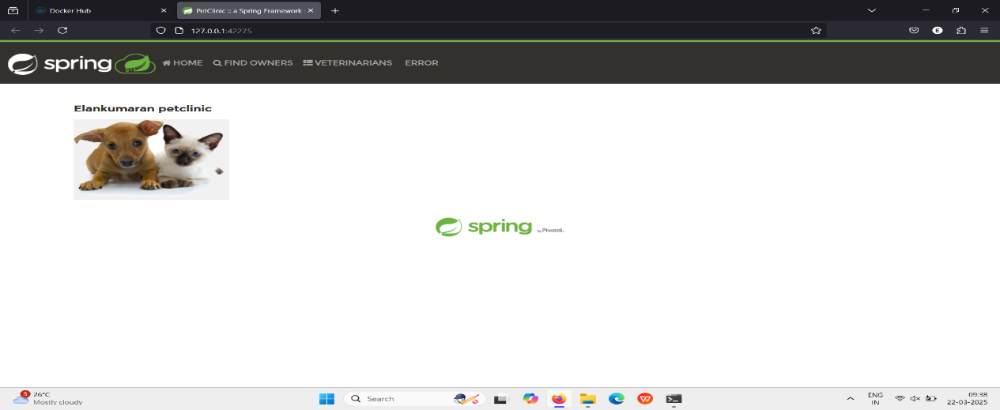 Docker Hub
PetClinic :: a Spring Framework
127.0.0.1:42275
E
spring
HOME FIND OWNERS VETERINARIANS ERROR
Elankumaran petclinic
spring by Pivotal
3
26°C
Mostly cloudy
Search
ENG
IN
09:38
22-03-2025